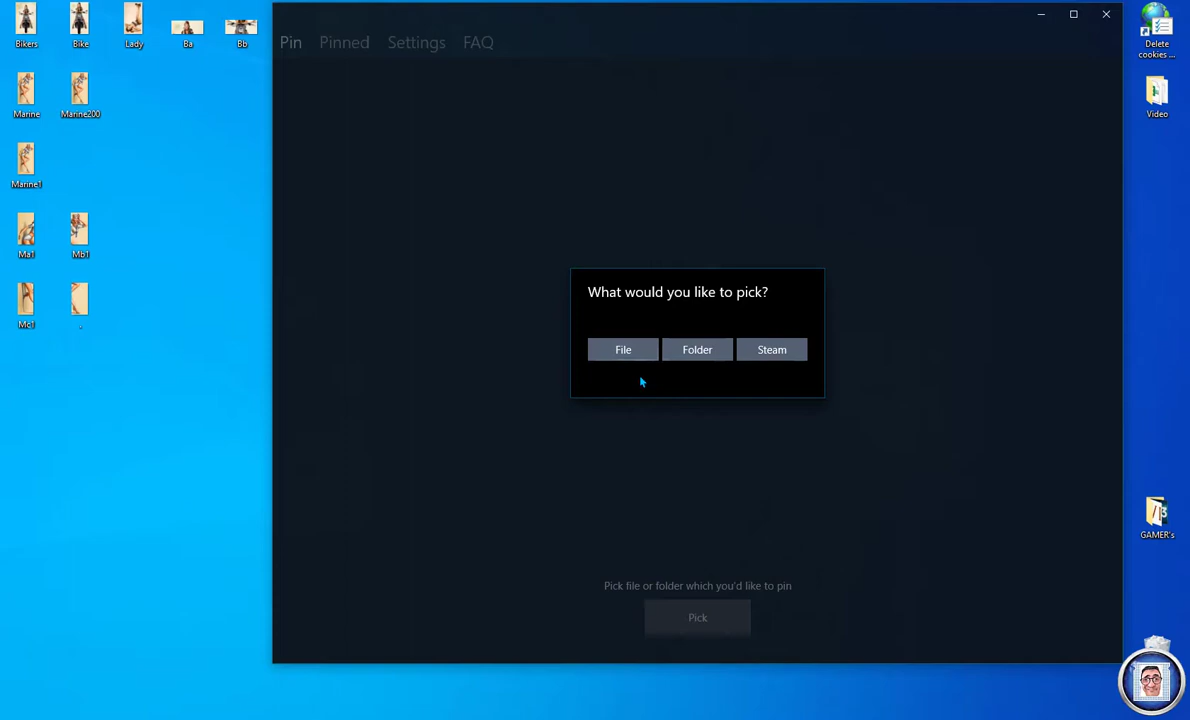 Bikers
Bike
Lady
Ba
Bb
Marine
Marine200
Marine1
Ma1
Mb1
Mc1
.
Pin
Pinned
Settings
FAQ
What would you like to pick?
File
Folder
Steam
Pick file or folder which you'd like to pin
Pick
Delete
cookies ...
Video
GAMER's